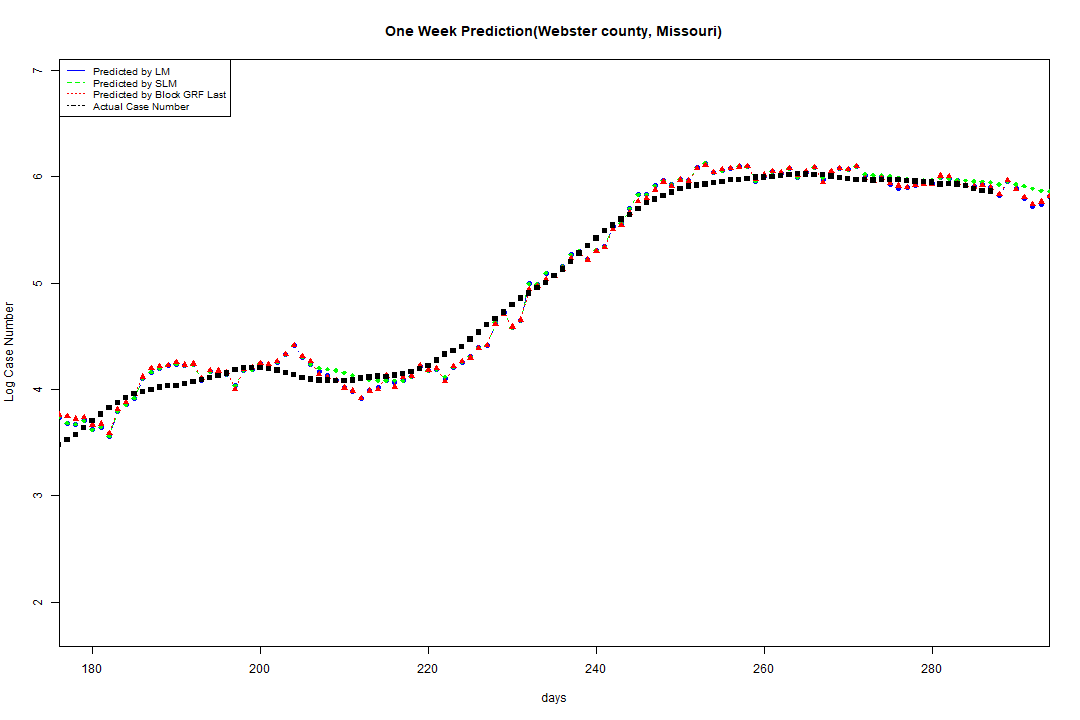 One Week Prediction(Webster county, Missouri)
Predicted by LM
Predicted by SLM
Predicted by Block GRF Last
Actual Case Number
7
6
5
4
3
2
Log Case Number
180 200 220 240 260 280
days